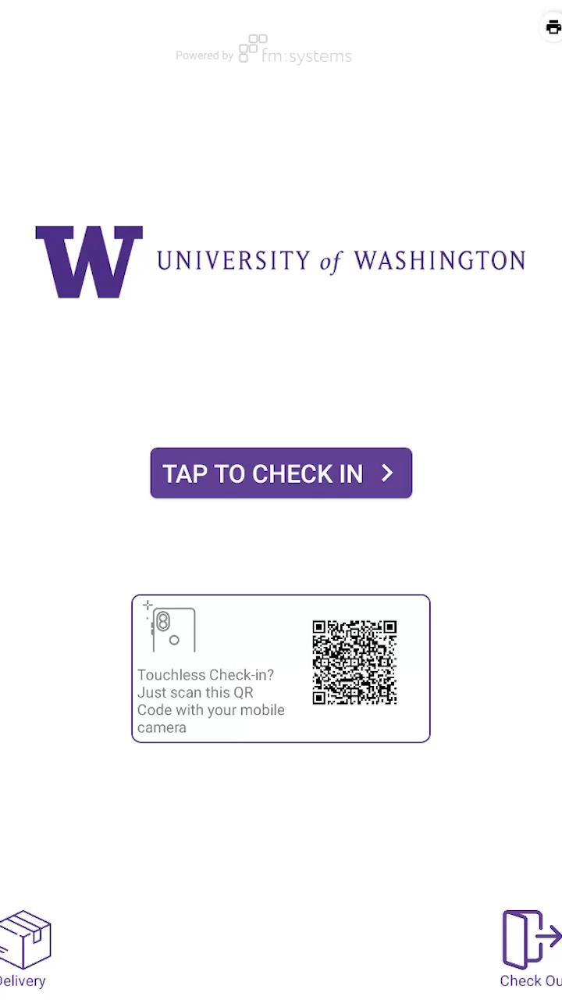 Powered by fm:systems
W UNIVERSITY of WASHINGTON
TAP TO CHECK IN
Touchless Check-in?
Just scan this QR
Code with your mobile
camera
Delivery
Check Ou